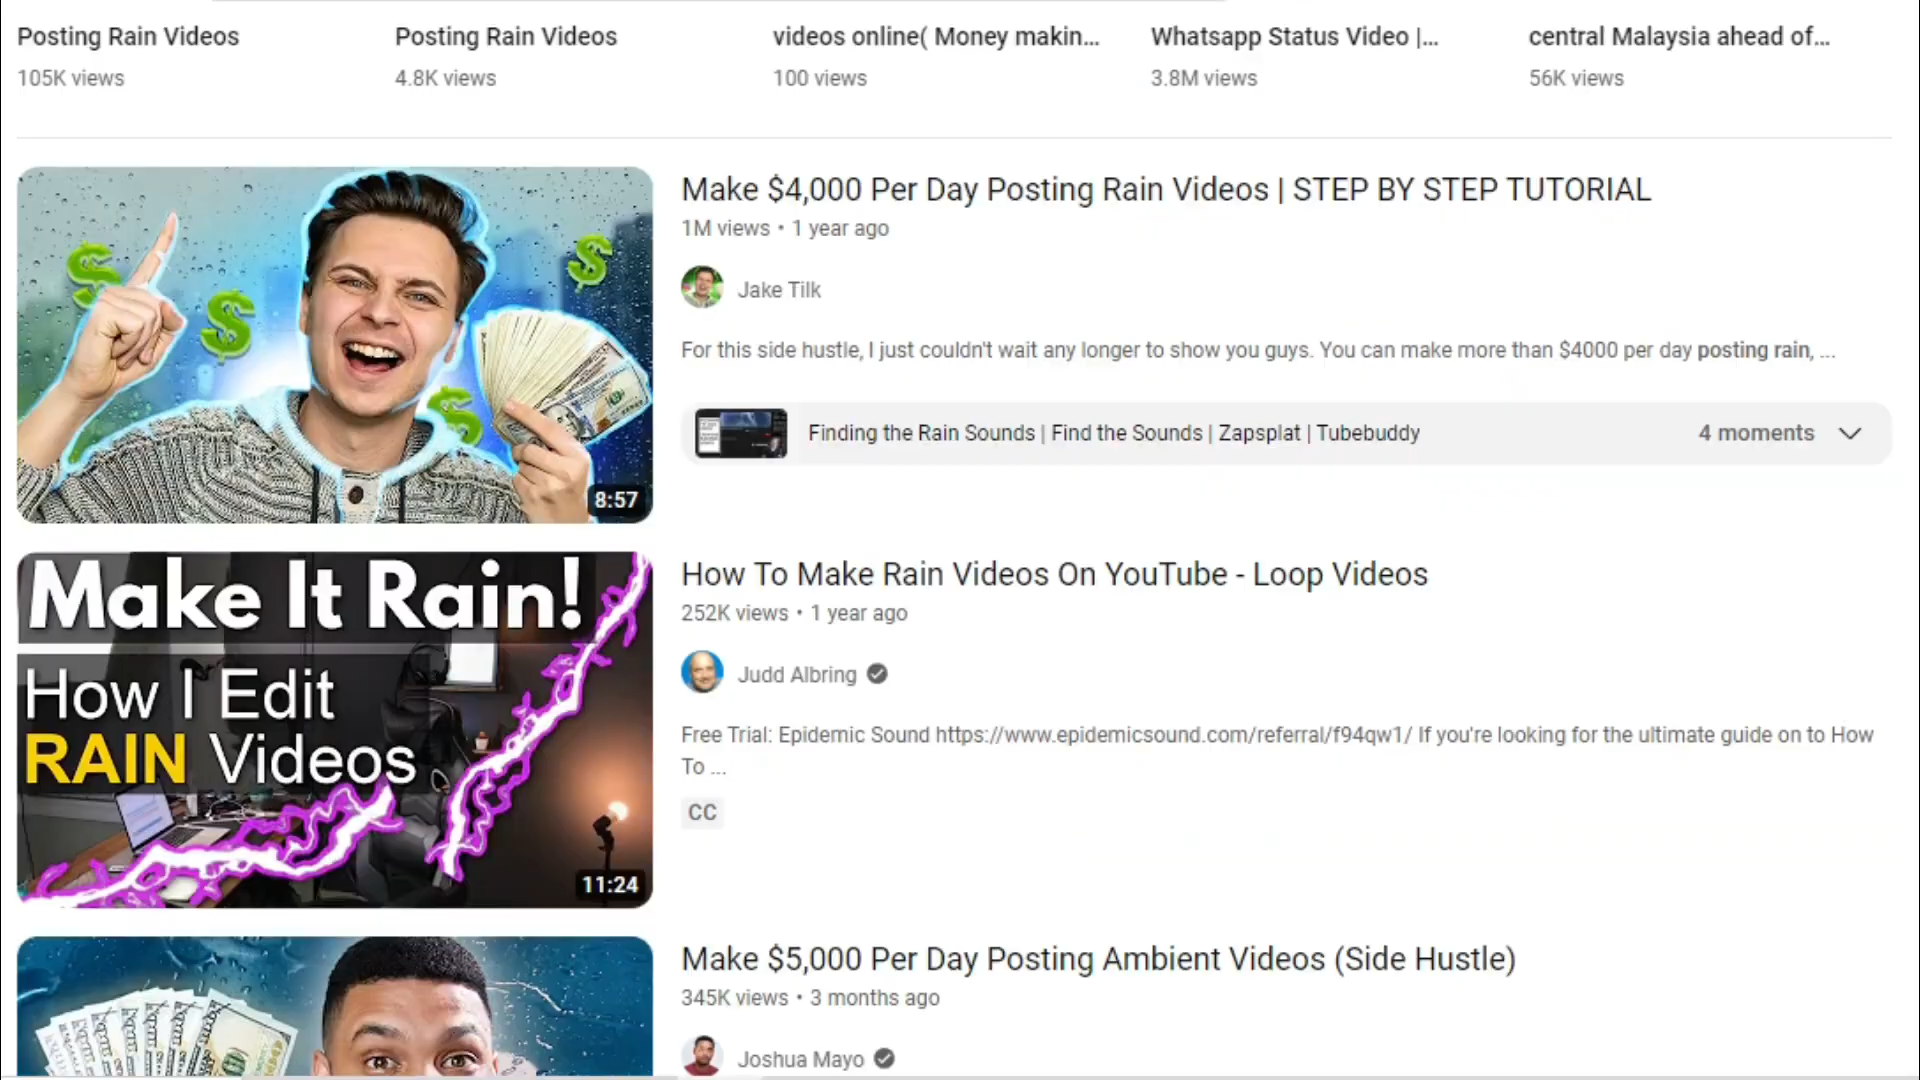 Posting Rain Videos
Posting Rain Videos
videos online( Money makin...
Whatsapp Status Video |...
central Malaysia ahead of...
105K views
4.8K views
100 views
3.8M views
56K views
Make $4,000 Per Day Posting Rain Videos | STEP BY STEP TUTORIAL
1M views • 1 year ago
Jake Tilk
For this side hustle, I just couldn't wait any longer to show you guys. You can make more than $4000 per day posting rain, ...
Finding the Rain Sounds | Find the Sounds | Zapsplat | Tubebuddy
4 moments
$ $
$
$
8:57
Make It Rain!
How I Edit
RAIN Videos
11:24
How To Make Rain Videos On YouTube - Loop Videos
252K views • 1 year ago
Judd Albring
Free Trial: Epidemic Sound https://www.epidemicsound.com/referral/f94qw1/ If you're looking for the ultimate guide on to How
To ...
CC
Make $5,000 Per Day Posting Ambient Videos (Side Hustle)
345K views • 3 months ago
Joshua Mayo